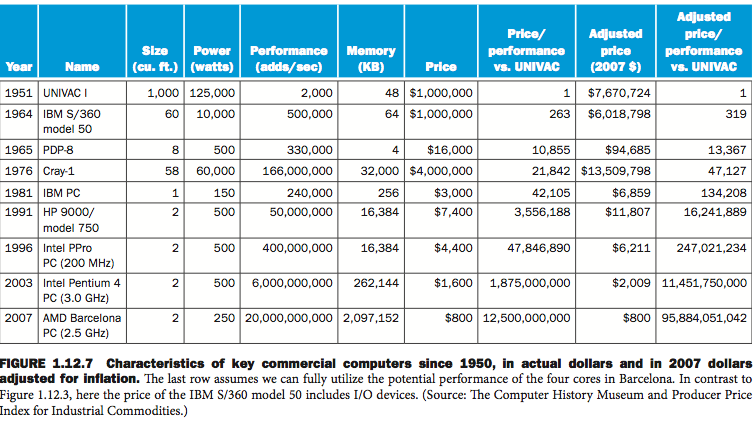 Year Name Size (cu. ft.) Power (watts) Performance (adds/sec) Memory (KB) Price Price/ performance vs. UNIVAC Adjusted price (2007 $) Adjusted price/ performance vs. UNIVAC
1951 UNIVAC I 1,000 125,000 2,000 48 $1,000,000 1 $7,670,724 1
1964 IBM S/360 model 50 60 10,000 500,000 64 $1,000,000 263 $6,018,798 319
1965 PDP-8 8 500 330,000 4 $16,000 10,855 $94,685 13,367
1976 Cray-1 58 60,000 166,000,000 32,000 $4,000,000 21,842 $13,509,798 47,127
1981 IBM PC 1 150 240,000 256 $3,000 42,105 $6,859 134,208
1991 HP 9000/ model 750 2 500 50,000,000 16,384 $7,400 3,556,188 $11,807 16,241,889
1996 Intel PPro PC (200 MHz) 2 500 400,000,000 16,384 $4,400 47,846,890 $6,211 247,021,234
2003 Intel Pentium 4 PC (3.0 GHz) 2 500 6,000,000,000 262,144 $1,600 1,875,000,000 $2,009 11,451,750,000
2007 AMD Barcelona PC (2.5 GHz) 2 250 20,000,000,000 2,097,152 $800 12,500,000,000 $800 95,884,051,042
FIGURE 1.12.7 Characteristics of key commercial computers since 1950, in actual dollars and in 2007 dollars
adjusted for inflation. The last row assumes we can fully utilize the potential performance of the four cores in Barcelona. In contrast to
Figure 1.12.3, here the price of the IBM S/360 model 50 includes I/O devices. (Source: The Computer History Museum and Producer Price
Index for Industrial Commodities.)